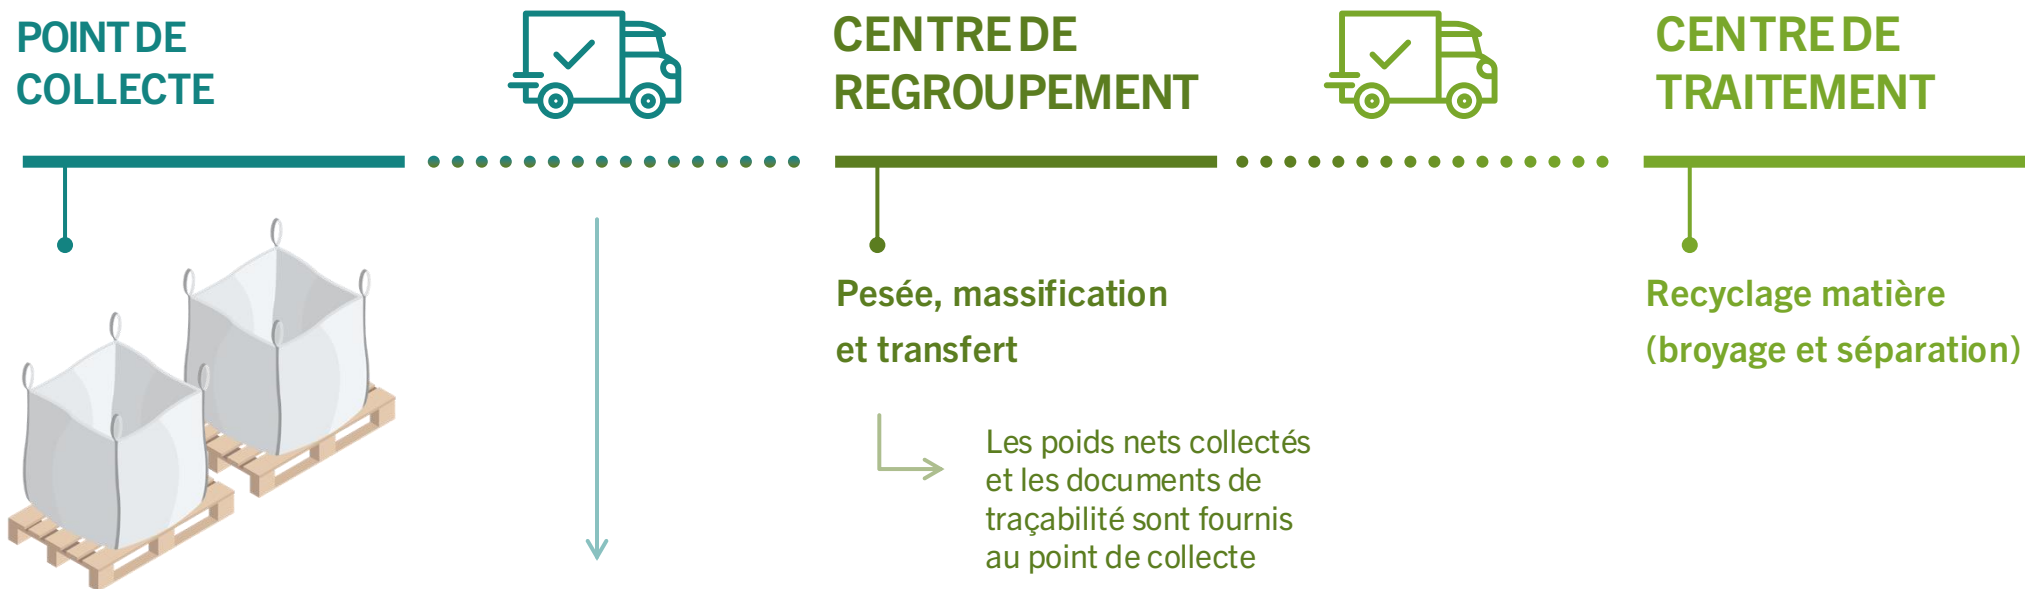 POINT DE
COLLECTE
CENTRE DE
REGROUPEMENT
CENTRE DE
TRAITEMENT
Pesée, massification
et transfert
Les poids nets collectés
et les documents de
traçabilité sont fournis
au point de collecte
Recyclage matière
(broyage et séparation)